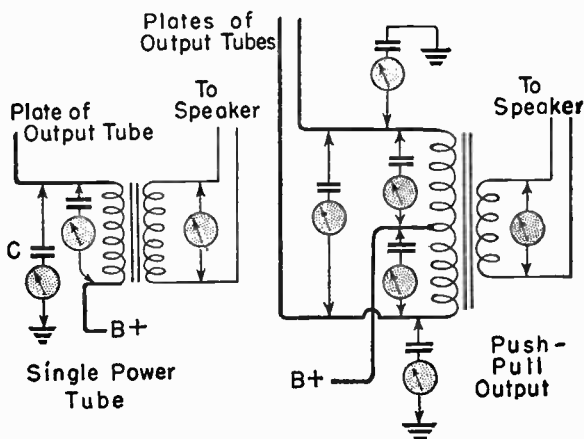 Plates of
Output Tubes
To
Speaker
Plate of
Output Tube
To
Speaker
C
B+
Single Power
Tube
B+
Push-
Pull
Output